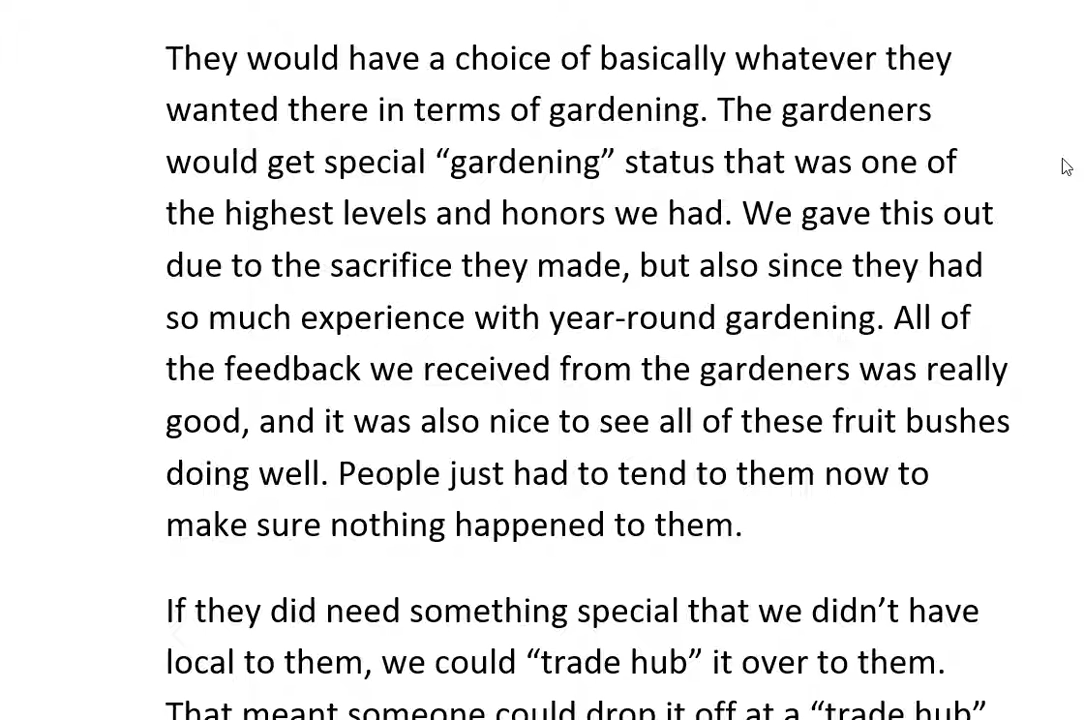 They would have a choice of basically whatever they
wanted there in terms of gardening. The gardeners
would get special “gardening” status that was one of
the highest levels and honors we had. We gave this out
due to the sacrifice they made, but also since they had
so much experience with year-round gardening. All of
the feedback we received from the gardeners was really
good, and it was also nice to see all of these fruit bushes
doing well. People just had to tend to them now to
make sure nothing happened to them.
If they did need something special that we didn’t have
local to them, we could “trade hub” it over to them.
That meant someone could drop it off at a “trade hub”